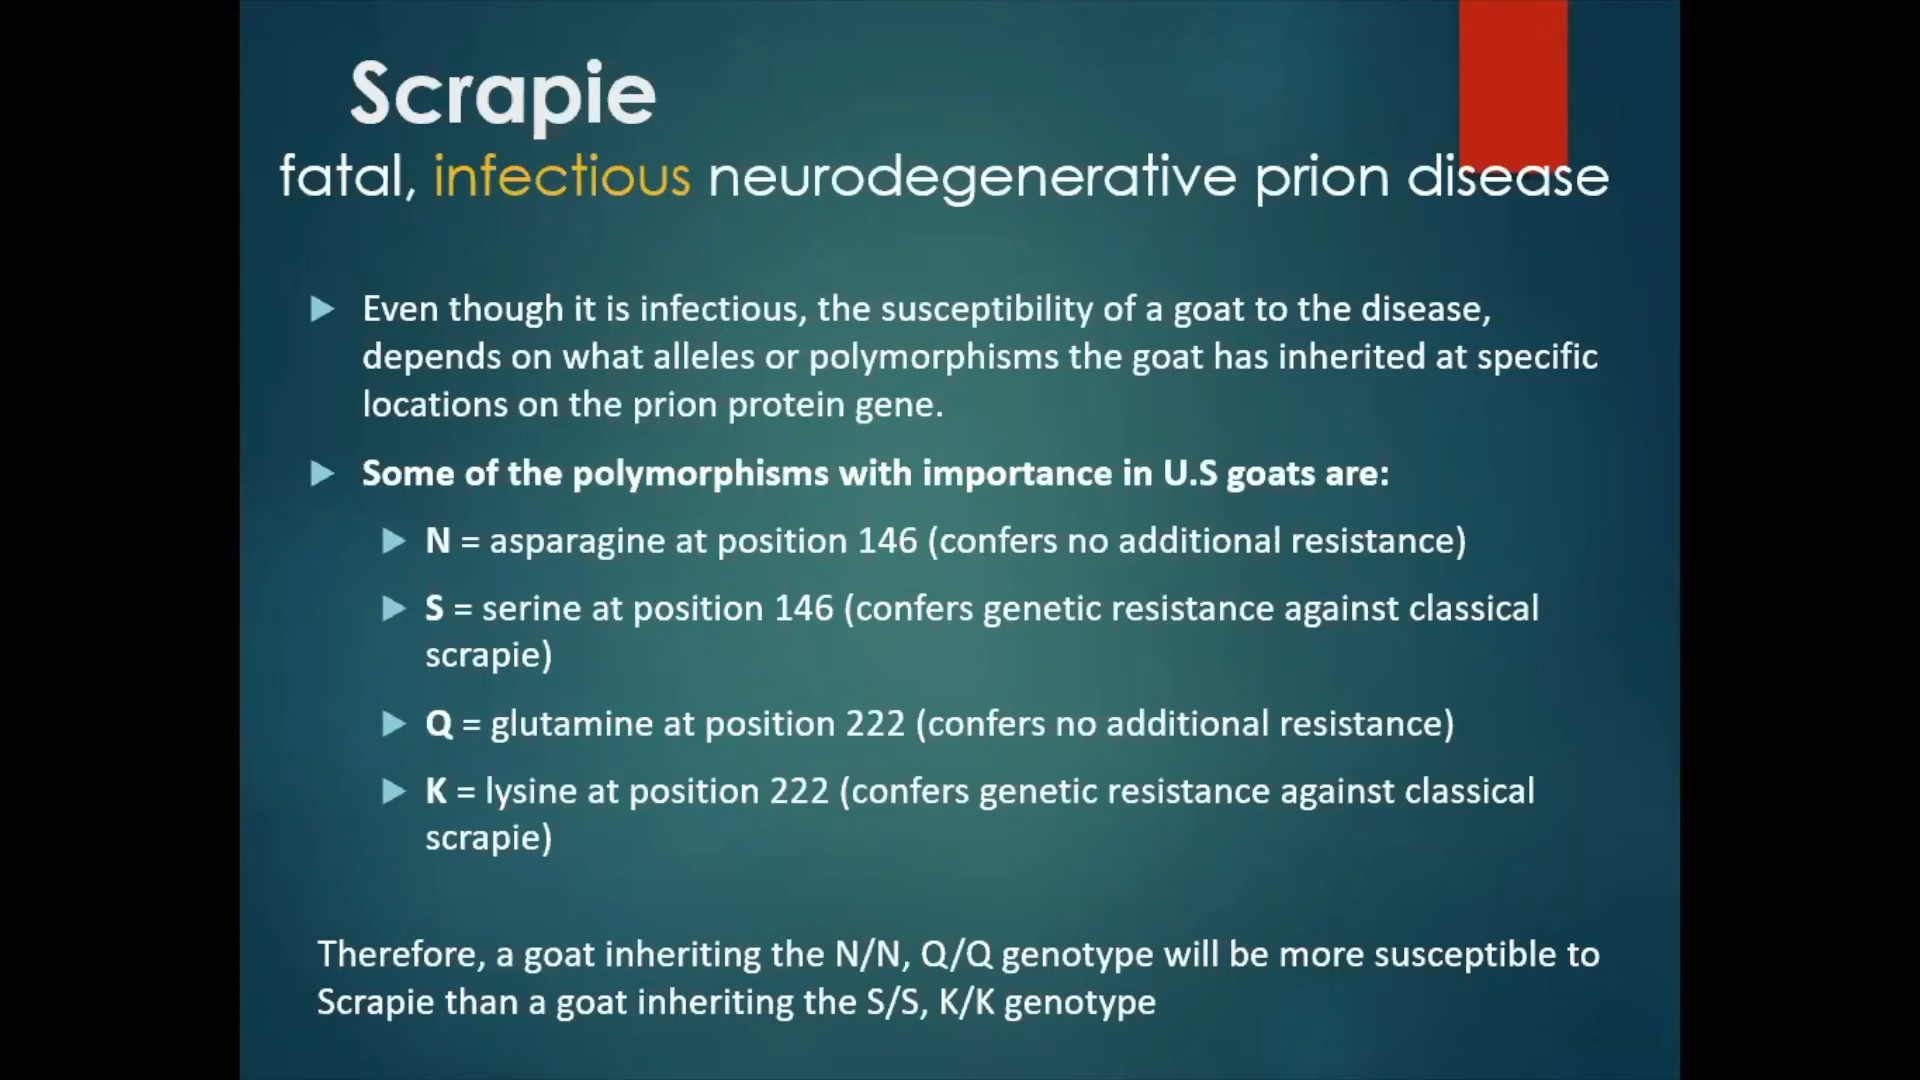 Scrapie
fatal, infectious neurodegenerative prion disease
Even though it is infectious, the susceptibility of a goat to the disease,
depends on what alleles or polymorphisms the goat has inherited at specific
locations on the prion protein gene.
Some of the polymorphisms with importance in U.S goats are:
N = asparagine at position 146 (confers no additional resistance)
S = serine at position 146 (confers genetic resistance against classical
scrapie)
Q = glutamine at position 222 (confers no additional resistance)
K = lysine at position 222 (confers genetic resistance against classical
scrapie)
Therefore, a goat inheriting the N/N, Q/Q genotype will be more susceptible to
Scrapie than a goat inheriting the S/S, K/K genotype